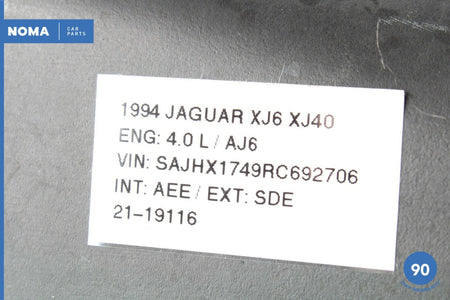 NOMA CAR PARTS
1994 JAGUAR XJ6 XJ40
ENG: 4.0 L / AJ6
VIN: SAJHX1749RC692706
INT: AEE / EXT: SDE
21-19116
90